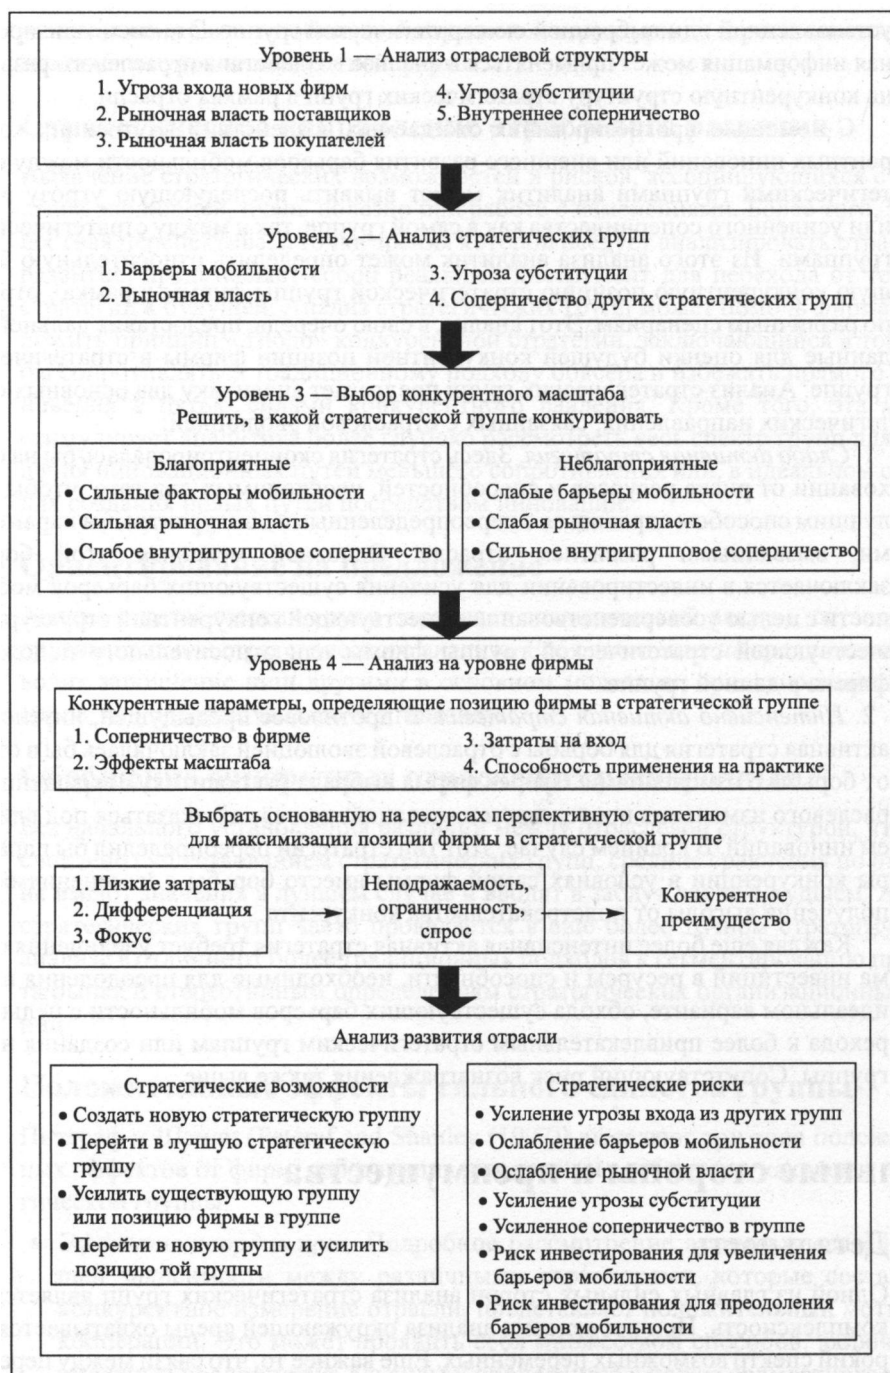 Уровень 1 — Анализ отраслевой структуры
1. Угроза входа новых фирм
2. Рыночная власть поставщиков
3. Рыночная власть покупателей
4. Угроза субституции
5. Внутреннее соперничество
Уровень 2 — Анализ стратегических групп
1. Барьеры мобильности
2. Рыночная власть
3. Угроза субституции
4. Соперничество других стратегических групп
Уровень 3 — Выбор конкурентного масштаба
Решить, в какой стратегической группе конкурировать
Благоприятные
• Сильные факторы мобильности
• Сильная рыночная власть
• Слабое внутригрупповое соперничество
Неблагоприятные
• Слабые барьеры мобильности
• Слабая рыночная власть
• Сильное внутригрупповое соперничество
Уровень 4 — Анализ на уровне фирмы
Конкурентные параметры, определяющие позицию фирмы в стратегической группе
1. Соперничество в фирме
2. Эффекты масштаба
3. Затраты на вход
4. Способность применения на практике
Выбрать основанную на ресурсах перспективную стратегию
для максимизации позиции фирмы в стратегической группе
1. Низкие затраты
2. Дифференциация
3. Фокус
Неподражаемость,
оправданность,
спрос
Конкурентное
преимущество
Анализ развития отрасли
Стратегические возможности
• Создать новую стратегическую группу
• Перейти в лучшую стратегическую
группу
• Усилить существующую группу
или позицию фирмы в группе
• Перейти в новую группу и усилить
позицию той группы
Стратегические риски
• Усиление угрозы входа из других групп
• Ослабление барьеров мобильности
• Ослабление рыночной власти
• Усиление угрозы субституции
• Усиленное соперничество в группе
• Риск инвестирования для увеличения
барьеров мобильности
• Риск инвестирования для преодоления
барьеров мобильности